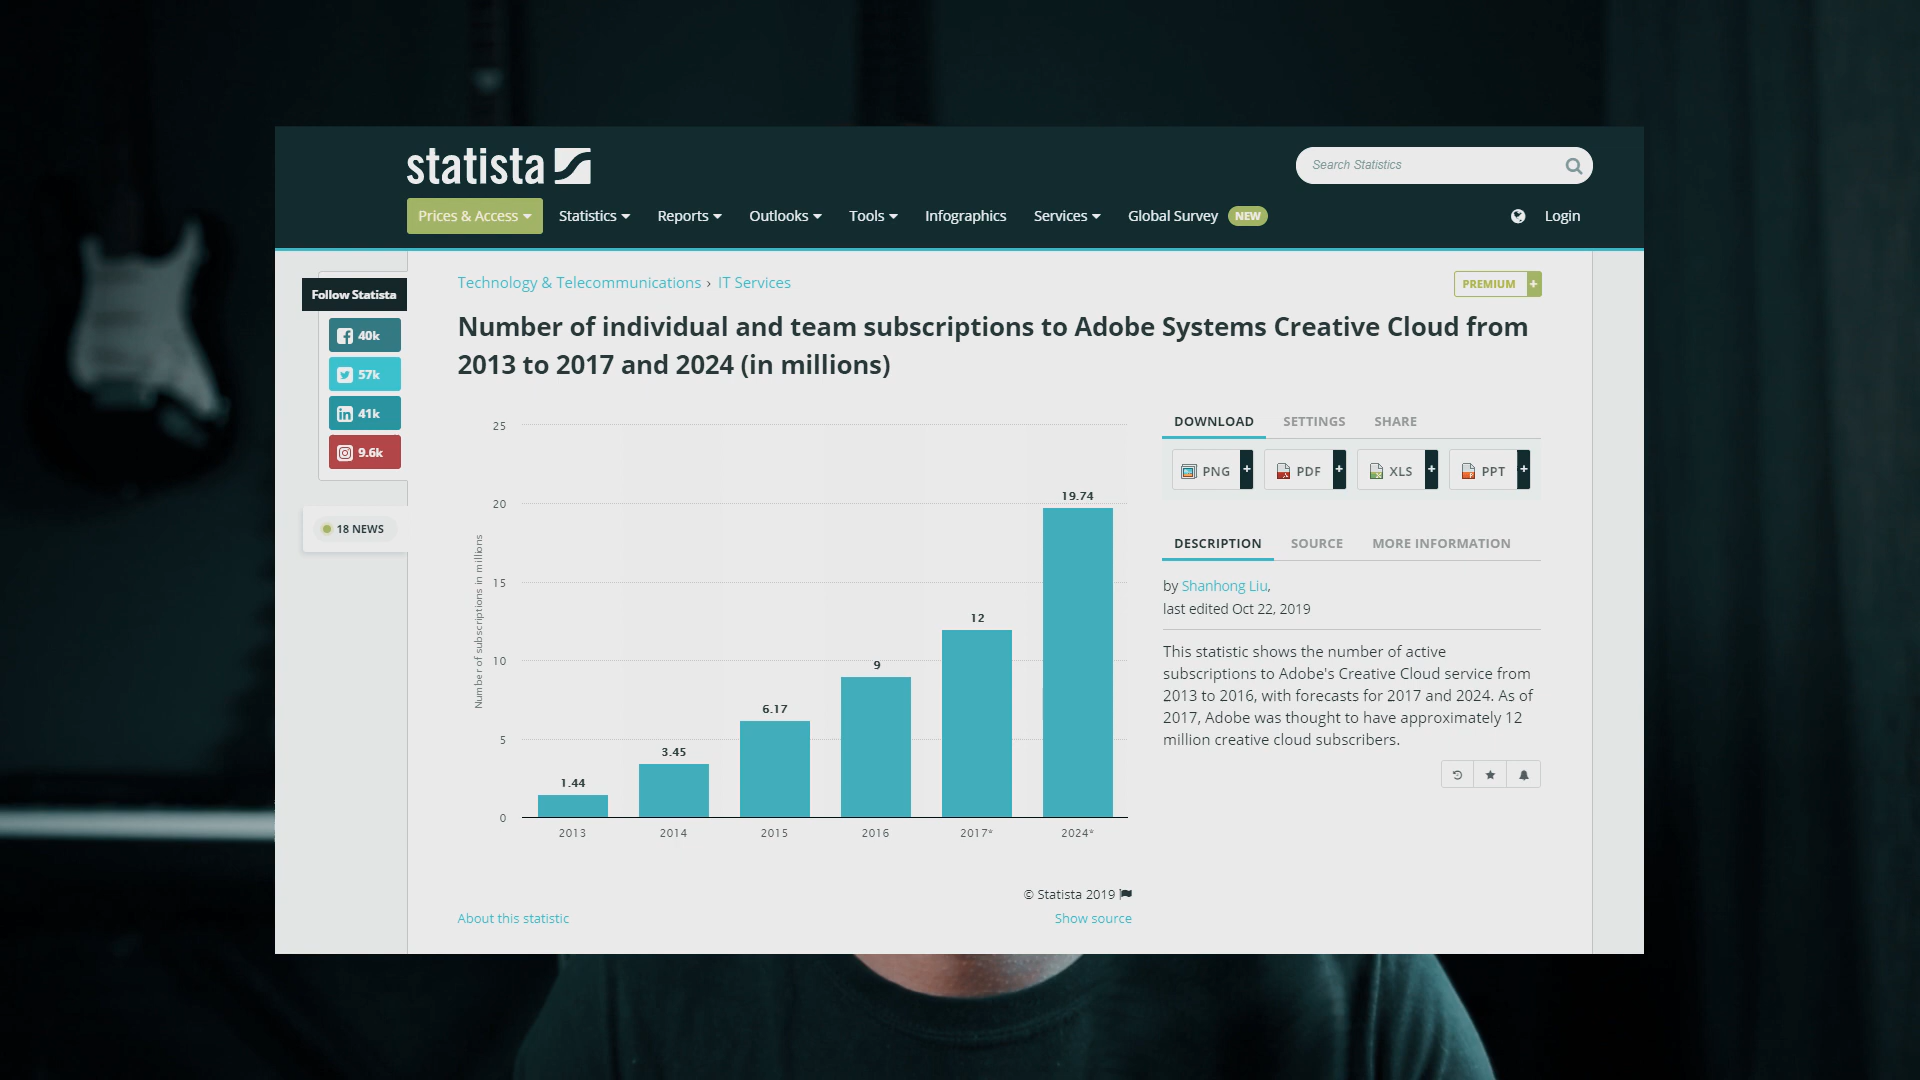 statista
Search Statistics
Prices & Access Statistics Reports Outlooks Tools Infographics Services Global Survey NEW Login
Follow Statista
40k
57k
41k
9.6k
18 NEWS
Technology & Telecommunications › IT Services
PREMIUM +
Number of individual and team subscriptions to Adobe Systems Creative Cloud from
2013 to 2017 and 2024 (in millions)
Number of subscriptions in millions
25
20
15
10
5
0
1.44
3.45
6.17
9
12
19.74
2013 2014 2015 2016 2017* 2024*
© Statista 2019
About this statistic Show source
DOWNLOAD SETTINGS SHARE
PNG + PDF + XLS + PPT +
DESCRIPTION SOURCE MORE INFORMATION
by Shanhong Liu,
last edited Oct 22, 2019
This statistic shows the number of active
subscriptions to Adobe's Creative Cloud service from
2013 to 2016, with forecasts for 2017 and 2024. As of
2017, Adobe was thought to have approximately 12
million creative cloud subscribers.